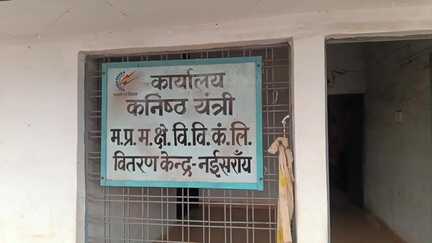 कार्यालय
कनिष्ठ यंत्री
म.प्र.म.क्षे.वि.वि.कं.लि.
वितरण केन्द्र-नईसराँय